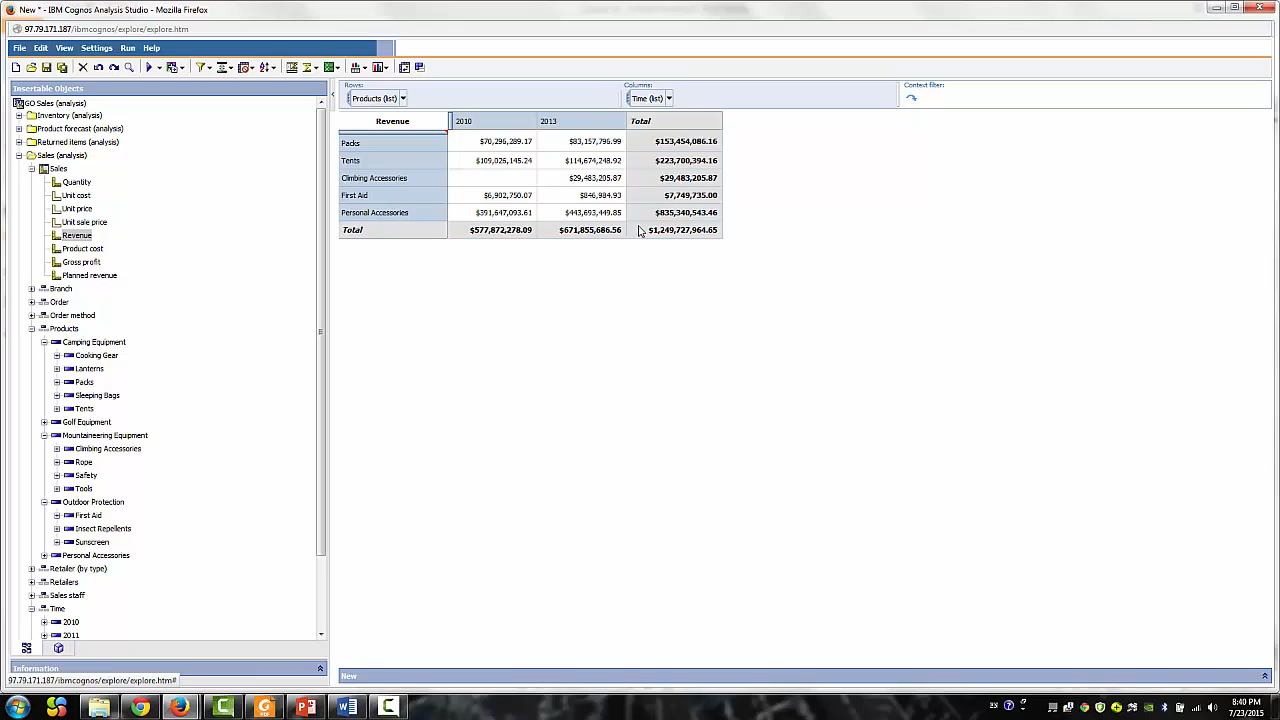 New * - IBM Cognos Analysis Studio - Mozilla Firefox
97.79.171.187/ibmcognos/explore/explore.htm
File Edit View Settings Run Help
Insertable Objects
GO Sales (analysis)
Inventory (analysis)
Product forecast (analysis)
Returned items (analysis)
Sales (analysis)
Sales
Quantity
Unit cost
Unit price
Unit sale price
Revenue
Product cost
Gross profit
Planned revenue
Branch
Order
Order method
Products
Camping Equipment
Cooking Gear
Lanterns
Packs
Sleeping Bags
Tents
Golf Equipment
Mountaineering Equipment
Climbing Accessories
Rope
Safety
Tools
Outdoor Protection
First Aid
Insect Repellents
Sunscreen
Personal Accessories
Retailer (by type)
Retailers
Sales staff
Time
2010
2011
Information
97.79.171.187/ibmcognos/explore/explore.htm#
Rows: Columns: Context filter:
Products (list) Time (list)
Revenue 2010 2013 Total
Packs $70,296,289.17 $83,157,796.99 $153,454,086.16
Tents $109,026,145.24 $114,674,248.92 $223,700,394.16
Climbing Accessories $29,483,205.87 $29,483,205.87
First Aid $6,902,750.07 $846,984.93 $7,749,735.00
Personal Accessories $391,647,093.61 $443,693,449.85 $835,340,543.46
Total $577,872,278.09 $671,855,686.56 $1,249,727,964.65
New
8:40 PM
7/23/2015